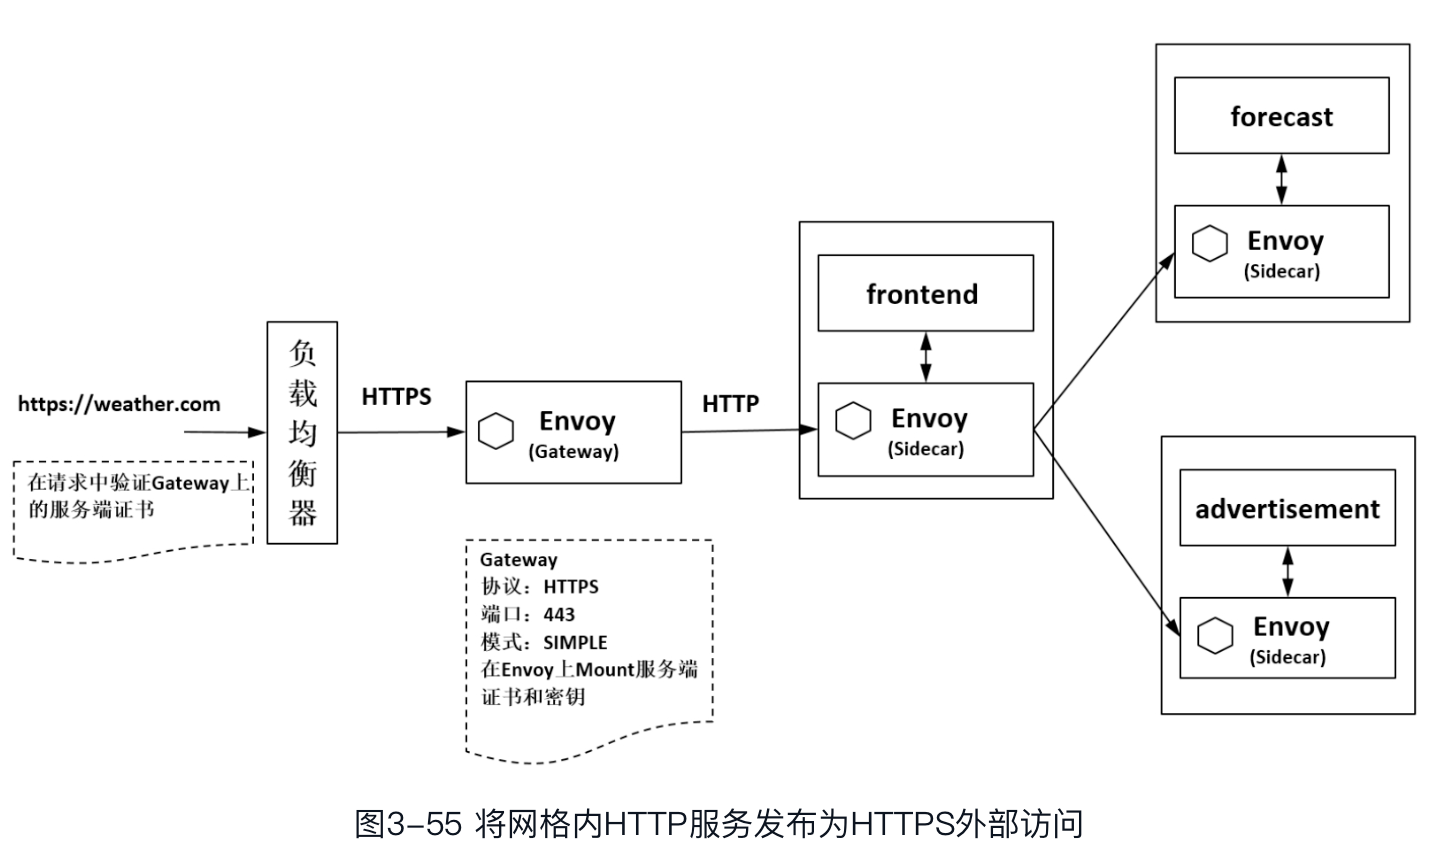 https://weather.com
在请求中验证Gateway上
的服务端证书
负
载
均
衡
器
HTTPS
Envoy
(Gateway)
Gateway
协议：HTTPS
端口：443
模式：SIMPLE
在Envoy上Mount服务端
证书和密钥
HTTP
frontend
Envoy
(Sidecar)
forecast
Envoy
(Sidecar)
advertisement
Envoy
(Sidecar)
图3-55 将网格内HTTP服务发布为HTTPS外部访问